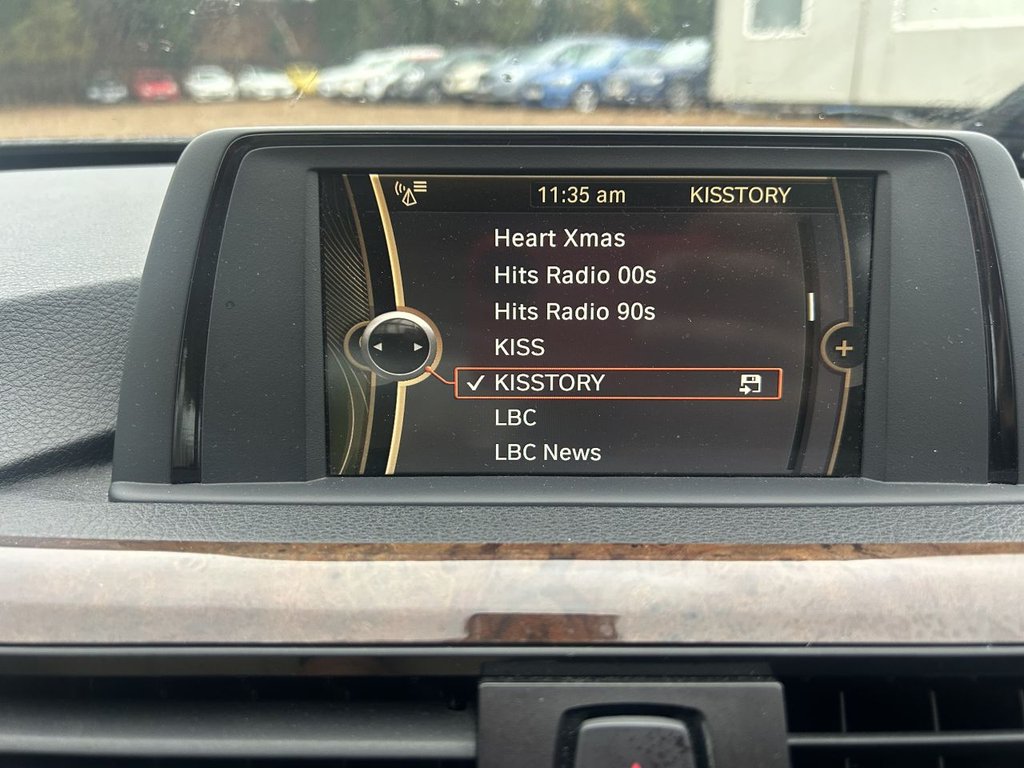 11:35 am KISSTORY
Heart Xmas
Hits Radio 00s
Hits Radio 90s
KISS
KISSTORY
LBC
LBC News